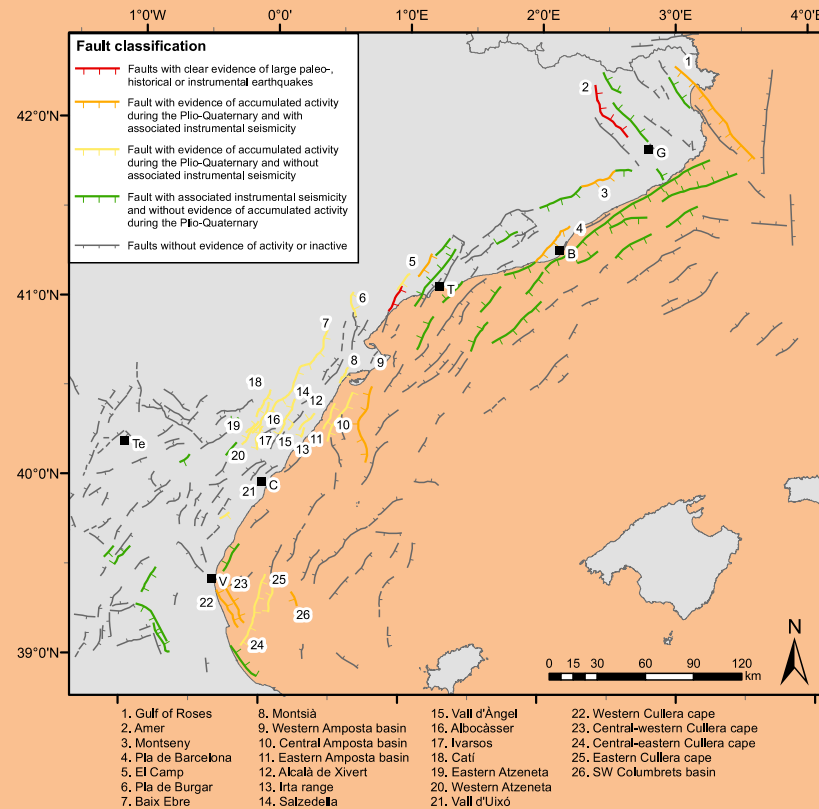 1°W 0°E 1°E 2°E 3°E 4°E
Fault classification
Faults with clear evidence of large paleo-,
historical or instrumental earthquakes
Fault with evidence of accumulated activity
during the Plio-Quaternary and with
associated instrumental seismicity
Fault with evidence of accumulated activity
during the Plio-Quaternary and without
associated instrumental seismicity
Fault with associated instrumental seismicity
and without evidence of accumulated activity
during the Plio-Quaternary
Faults without evidence of activity or inactive
42°N
41°N
40°N
39°N
1
2
G
3
4
B
5
T
6
7
8
9
18
14
12
16
19
10
Te
17 15 11
20
13
21 C
V 23 25
22
26
24
N
0 15 30 60 90 120
km
1. Gulf of Roses
2. Amer
3. Montseny
4. Pla de Barcelona
5. El Camp
6. Pla de Burgar
7. Baix Ebre
8. Montsià
9. Western Amposta basin
10. Central Amposta basin
11. Eastern Amposta basin
12. Alcalà de Xivert
13. Irta range
14. Salzedella
15. Vall d'Àngel
16. Albocàsser
17. Ivarsos
18. Catí
19. Eastern Atzeneta
20. Western Atzeneta
21. Vall d'Uixó
22. Western Cullera cape
23. Central-western Cullera cape
24. Central-eastern Cullera cape
25. Eastern Cullera cape
26. SW Columbrets basin